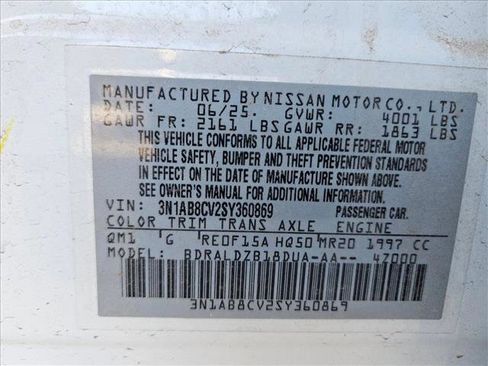 MANUFACTURED BY NISSAN MOTOR CO., LTD.
DATE: 06/25. GVWR: 4001 LBS
GAWR FR: 2161 LBS GAWR RR: 1863 LBS
THIS VEHICLE CONFORMS TO ALL APPLICABLE FEDERAL MOTOR
VEHICLE SAFETY, BUMPER AND THEFT PREVENTION STANDARDS
IN EFFECT ON THE DATE OF MANUFACTURE SHOWN ABOVE.
SEE OWNER'S MANUAL FOR ADDITIONAL INFORMATION.
VIN: 3N1AB8CV2SY360869 PASSENGER CAR.
COLOR TRIM TRANS AXLE ENGINE
QM1 G RE0F15A HQ50 MR20 1997 CC
MODEL: BDRALDZB18DUA-AA-- 47000
3N1AB8CV2SY360869